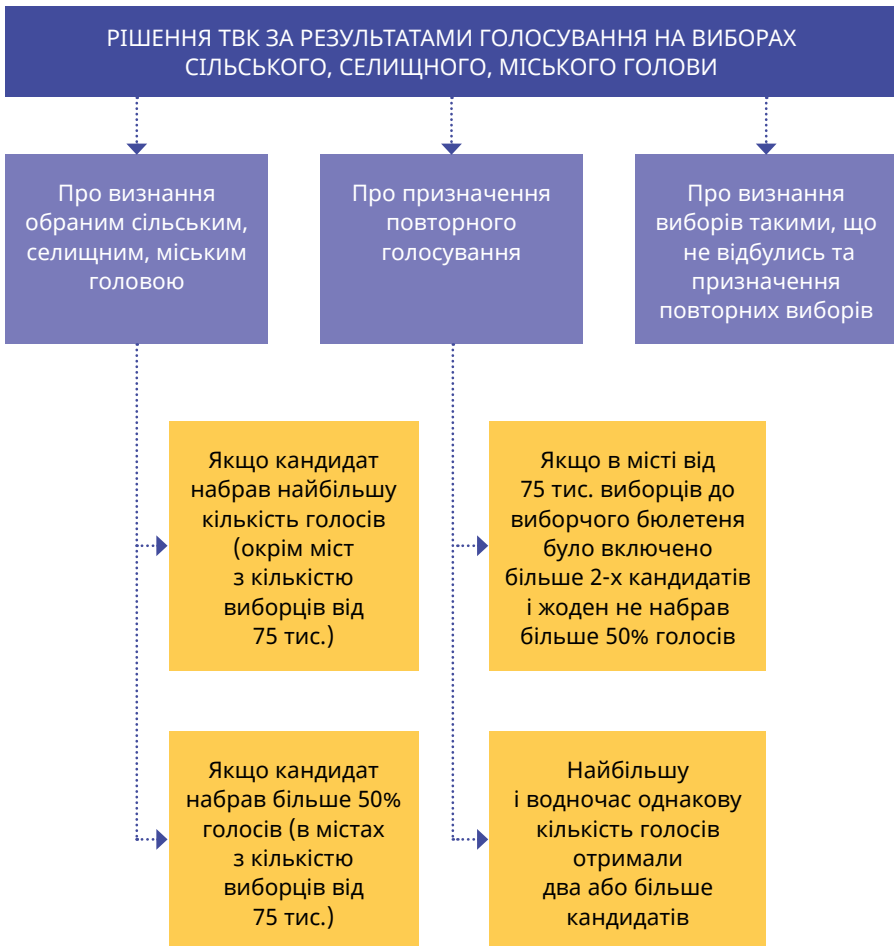 РІШЕННЯ ТВК ЗА РЕЗУЛЬТАТАМИ ГОЛОСУВАННЯ НА ВИБОРАХ
СІЛЬСЬКОГО, СЕЛИЩНОГО, МІСЬКОГО ГОЛОВИ
Про визнання
обраним сільським,
селищним, міським
головою
Про призначення
повторного
голосування
Про визнання
виборів такими, що
не відбулись та
призначення
повторних виборів
Якщо кандидат
набрав найбільшу
кількість голосів
(окрім міст
з кількістю
виборців від
75 тис.)
Якщо в місті від
75 тис. виборців до
виборчого бюлетеня
було включено
більше 2-х кандидатів
і жоден не набрав
більше 50% голосів
Якщо кандидат
набрав більше 50%
голосів (в містах
з кількістю
виборців від
75 тис.)
Найбільшу
і водночас однакову
кількість голосів
отримали
два або більше
кандидатів